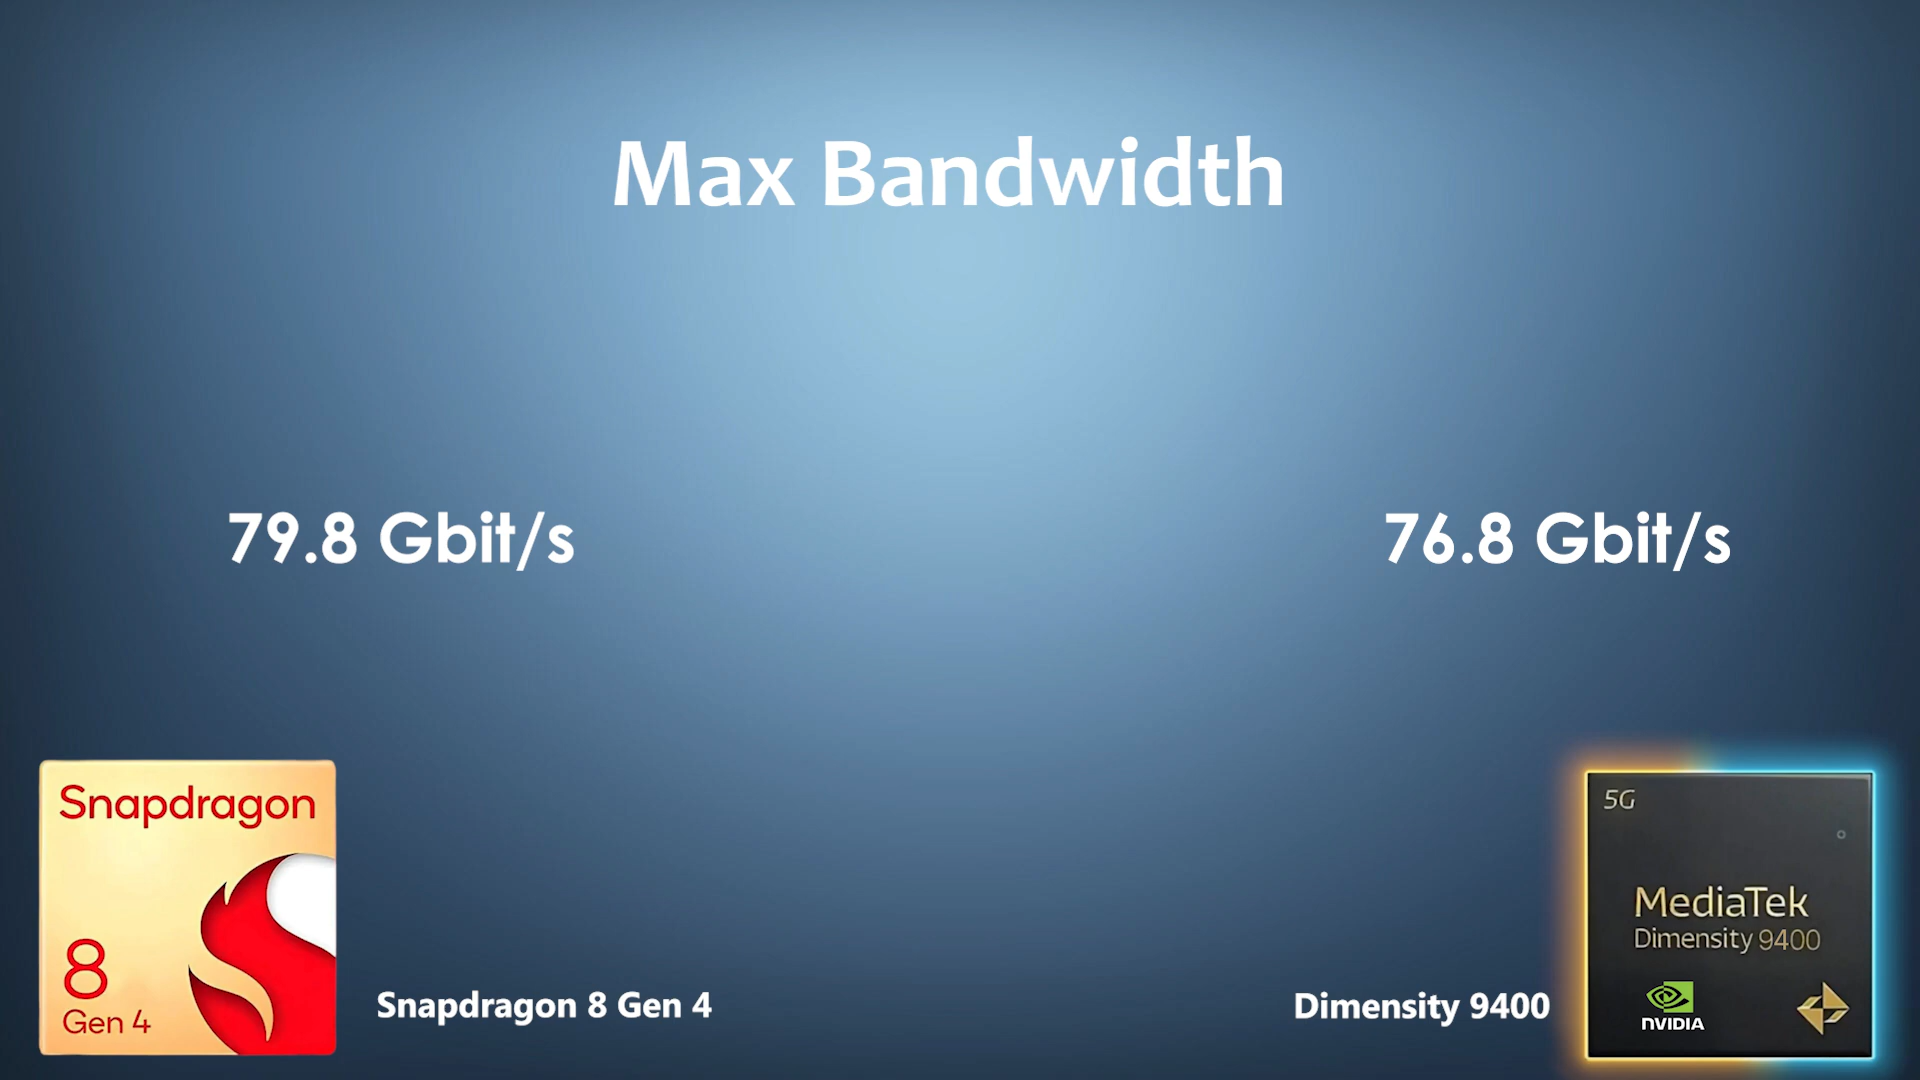 Max Bandwidth
79.8 Gbit/s
76.8 Gbit/s
Snapdragon
8
Gen 4
Snapdragon 8 Gen 4
Dimensity 9400
5G
MediaTek
Dimensity 9400
NVIDIA